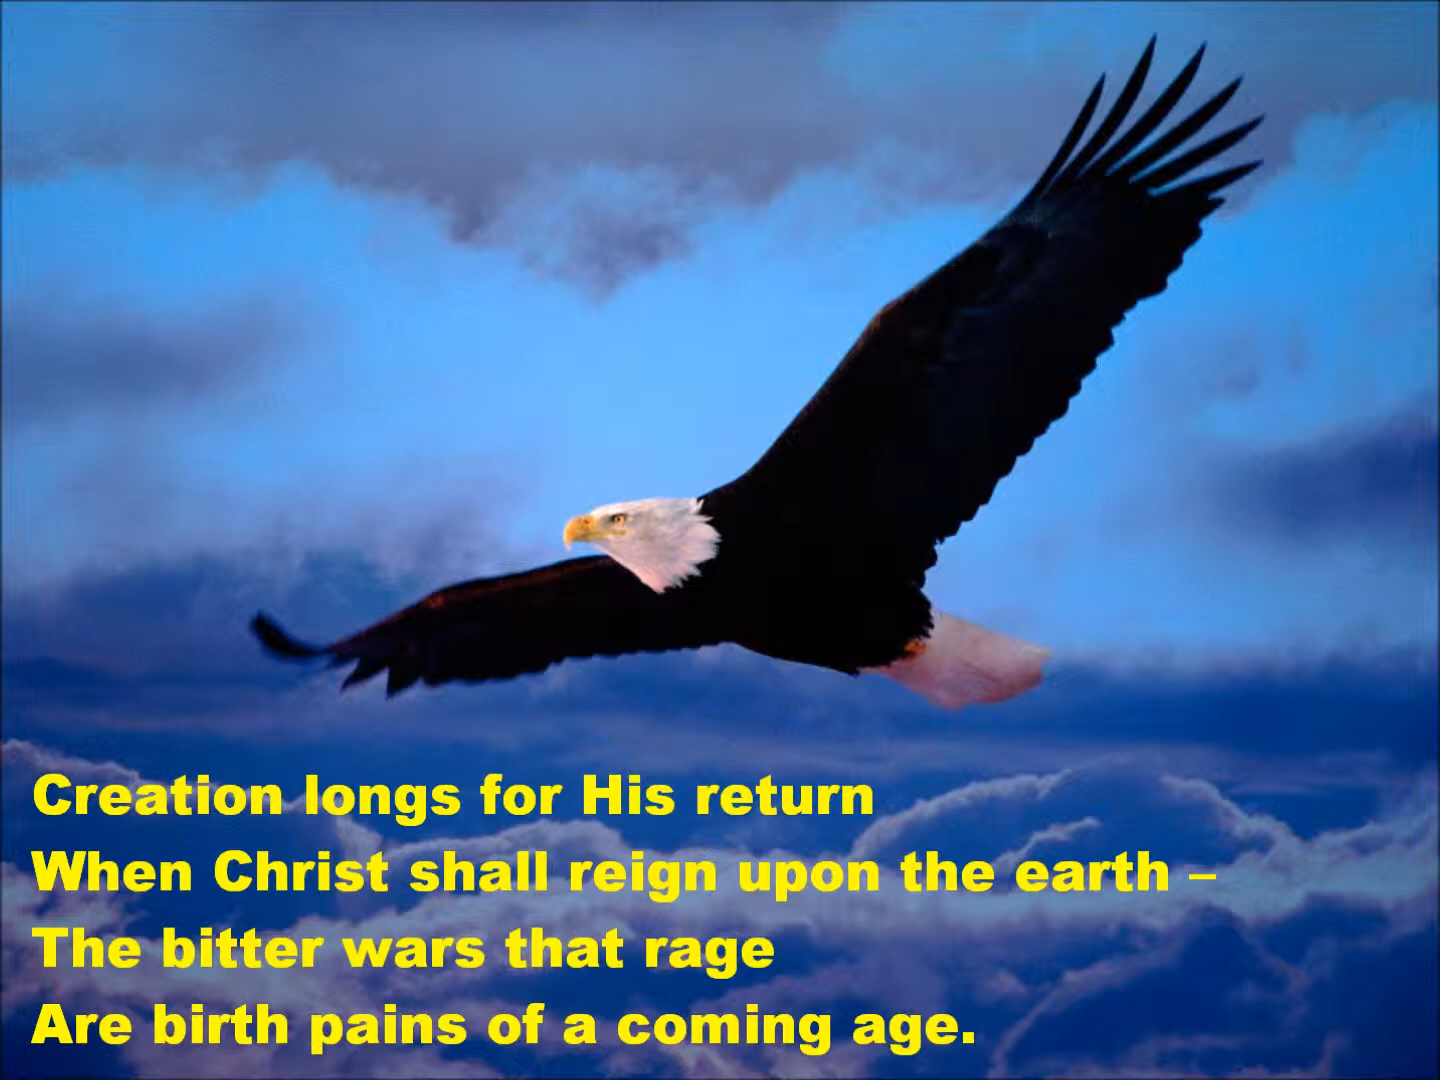 Creation longs for His return
When Christ shall reign upon the earth –
The bitter wars that rage
Are birth pains of a coming age.